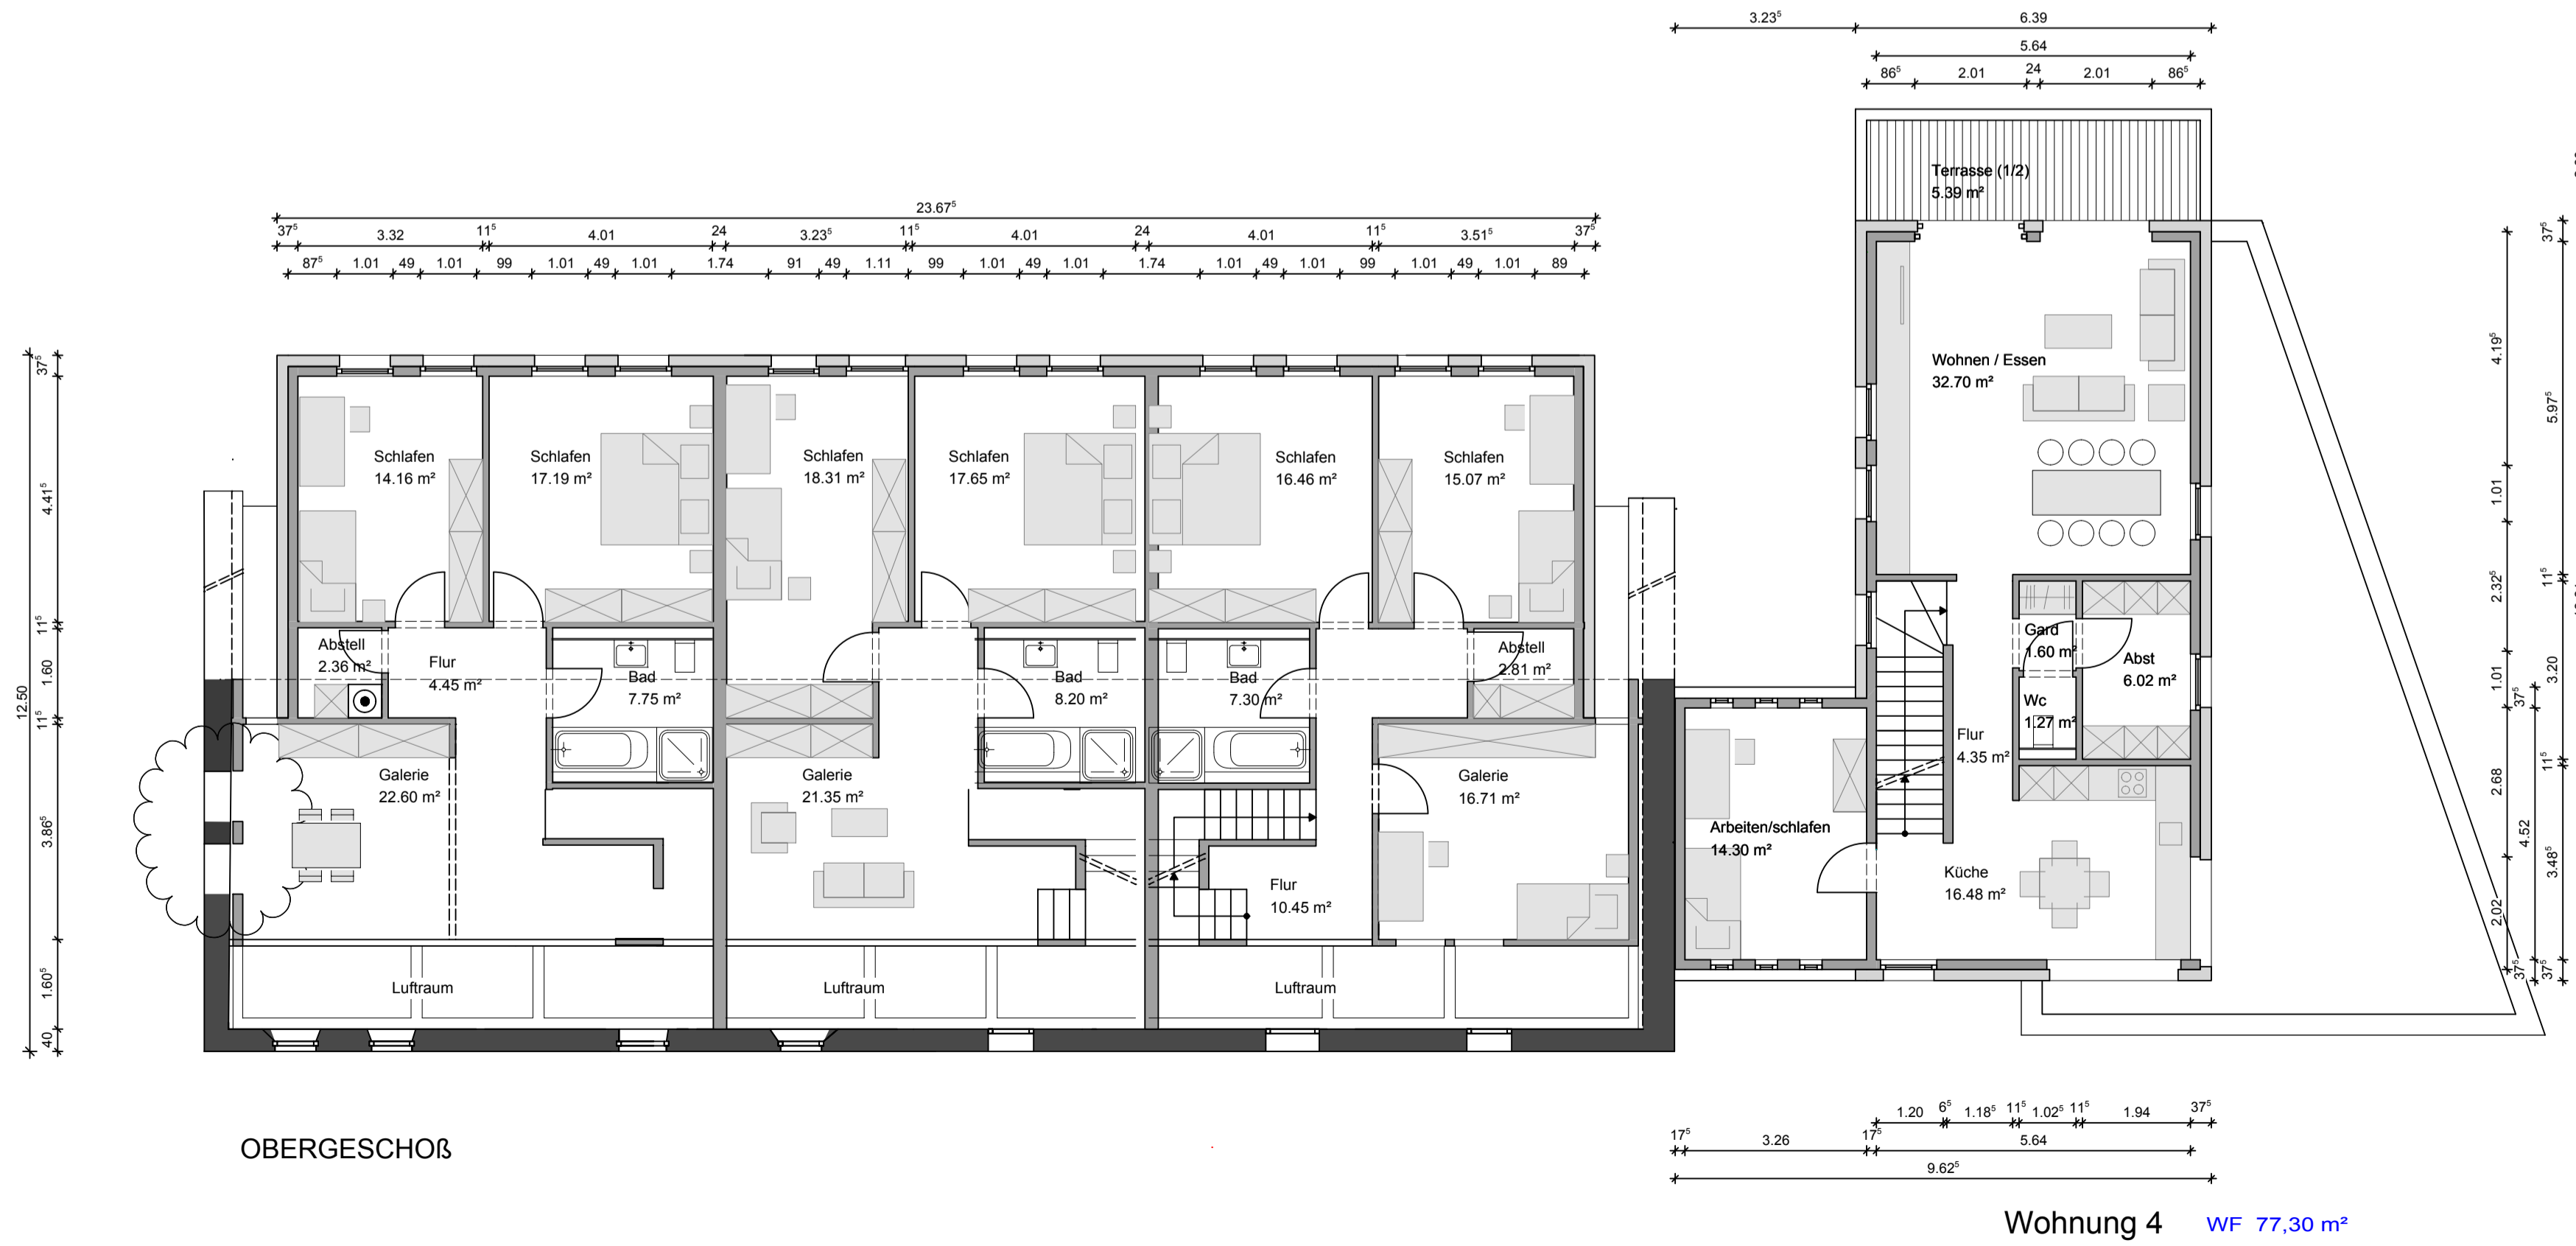 3.23⁵ 6.39
5.64
86⁵ 2.01 24 2.01 86⁵
Terrasse (1/2)
5.39 m²
23.67⁵
37⁵ 3.32 11⁵ 4.01 24 3.23⁵ 11⁵ 4.01 24 4.01 11⁵ 3.51⁵ 37⁵
87⁵ 1.01 49 1.01 99 1.01 49 1.01 1.74 91 49 1.11 99 1.01 49 1.01 1.74 1.01 49 1.01 99 1.01 49 1.01 89
12.50
37⁵
4.41⁵
11⁵
1.60
11⁵
3.86⁵
1.60⁵
40
Schlafen
14.16 m²
Schlafen
17.19 m²
Schlafen
18.31 m²
Schlafen
17.65 m²
Schlafen
16.46 m²
Schlafen
15.07 m²
Abstell
2.36 m²
Flur
4.45 m²
Bad
7.75 m²
Bad
8.20 m²
Bad
7.30 m²
Abstell
2.81 m²
Galerie
22.60 m²
Galerie
21.35 m²
Flur
10.45 m²
Galerie
16.71 m²
Luftraum
Luftraum
Luftraum
Wohnen / Essen
32.70 m²
Gard
1.60 m²
Abst
6.02 m²
Wc
1.27 m²
Flur
4.35 m²
Arbeiten/schlafen
14.30 m²
Küche
16.48 m²
4.19⁵
1.01
2.32⁵
1.01
2.68
2.02
37⁵
4.52
37⁵
37⁵
5.97⁵
11⁵
3.20
11⁵
3.48⁵
37⁵
1.20 6⁵ 1.18⁵ 11⁵ 1.02⁵ 11⁵ 1.94 37⁵
17⁵ 3.26 17⁵ 5.64
9.62⁵
OBERGESCHOß
Wohnung 4 WF 77,30 m²